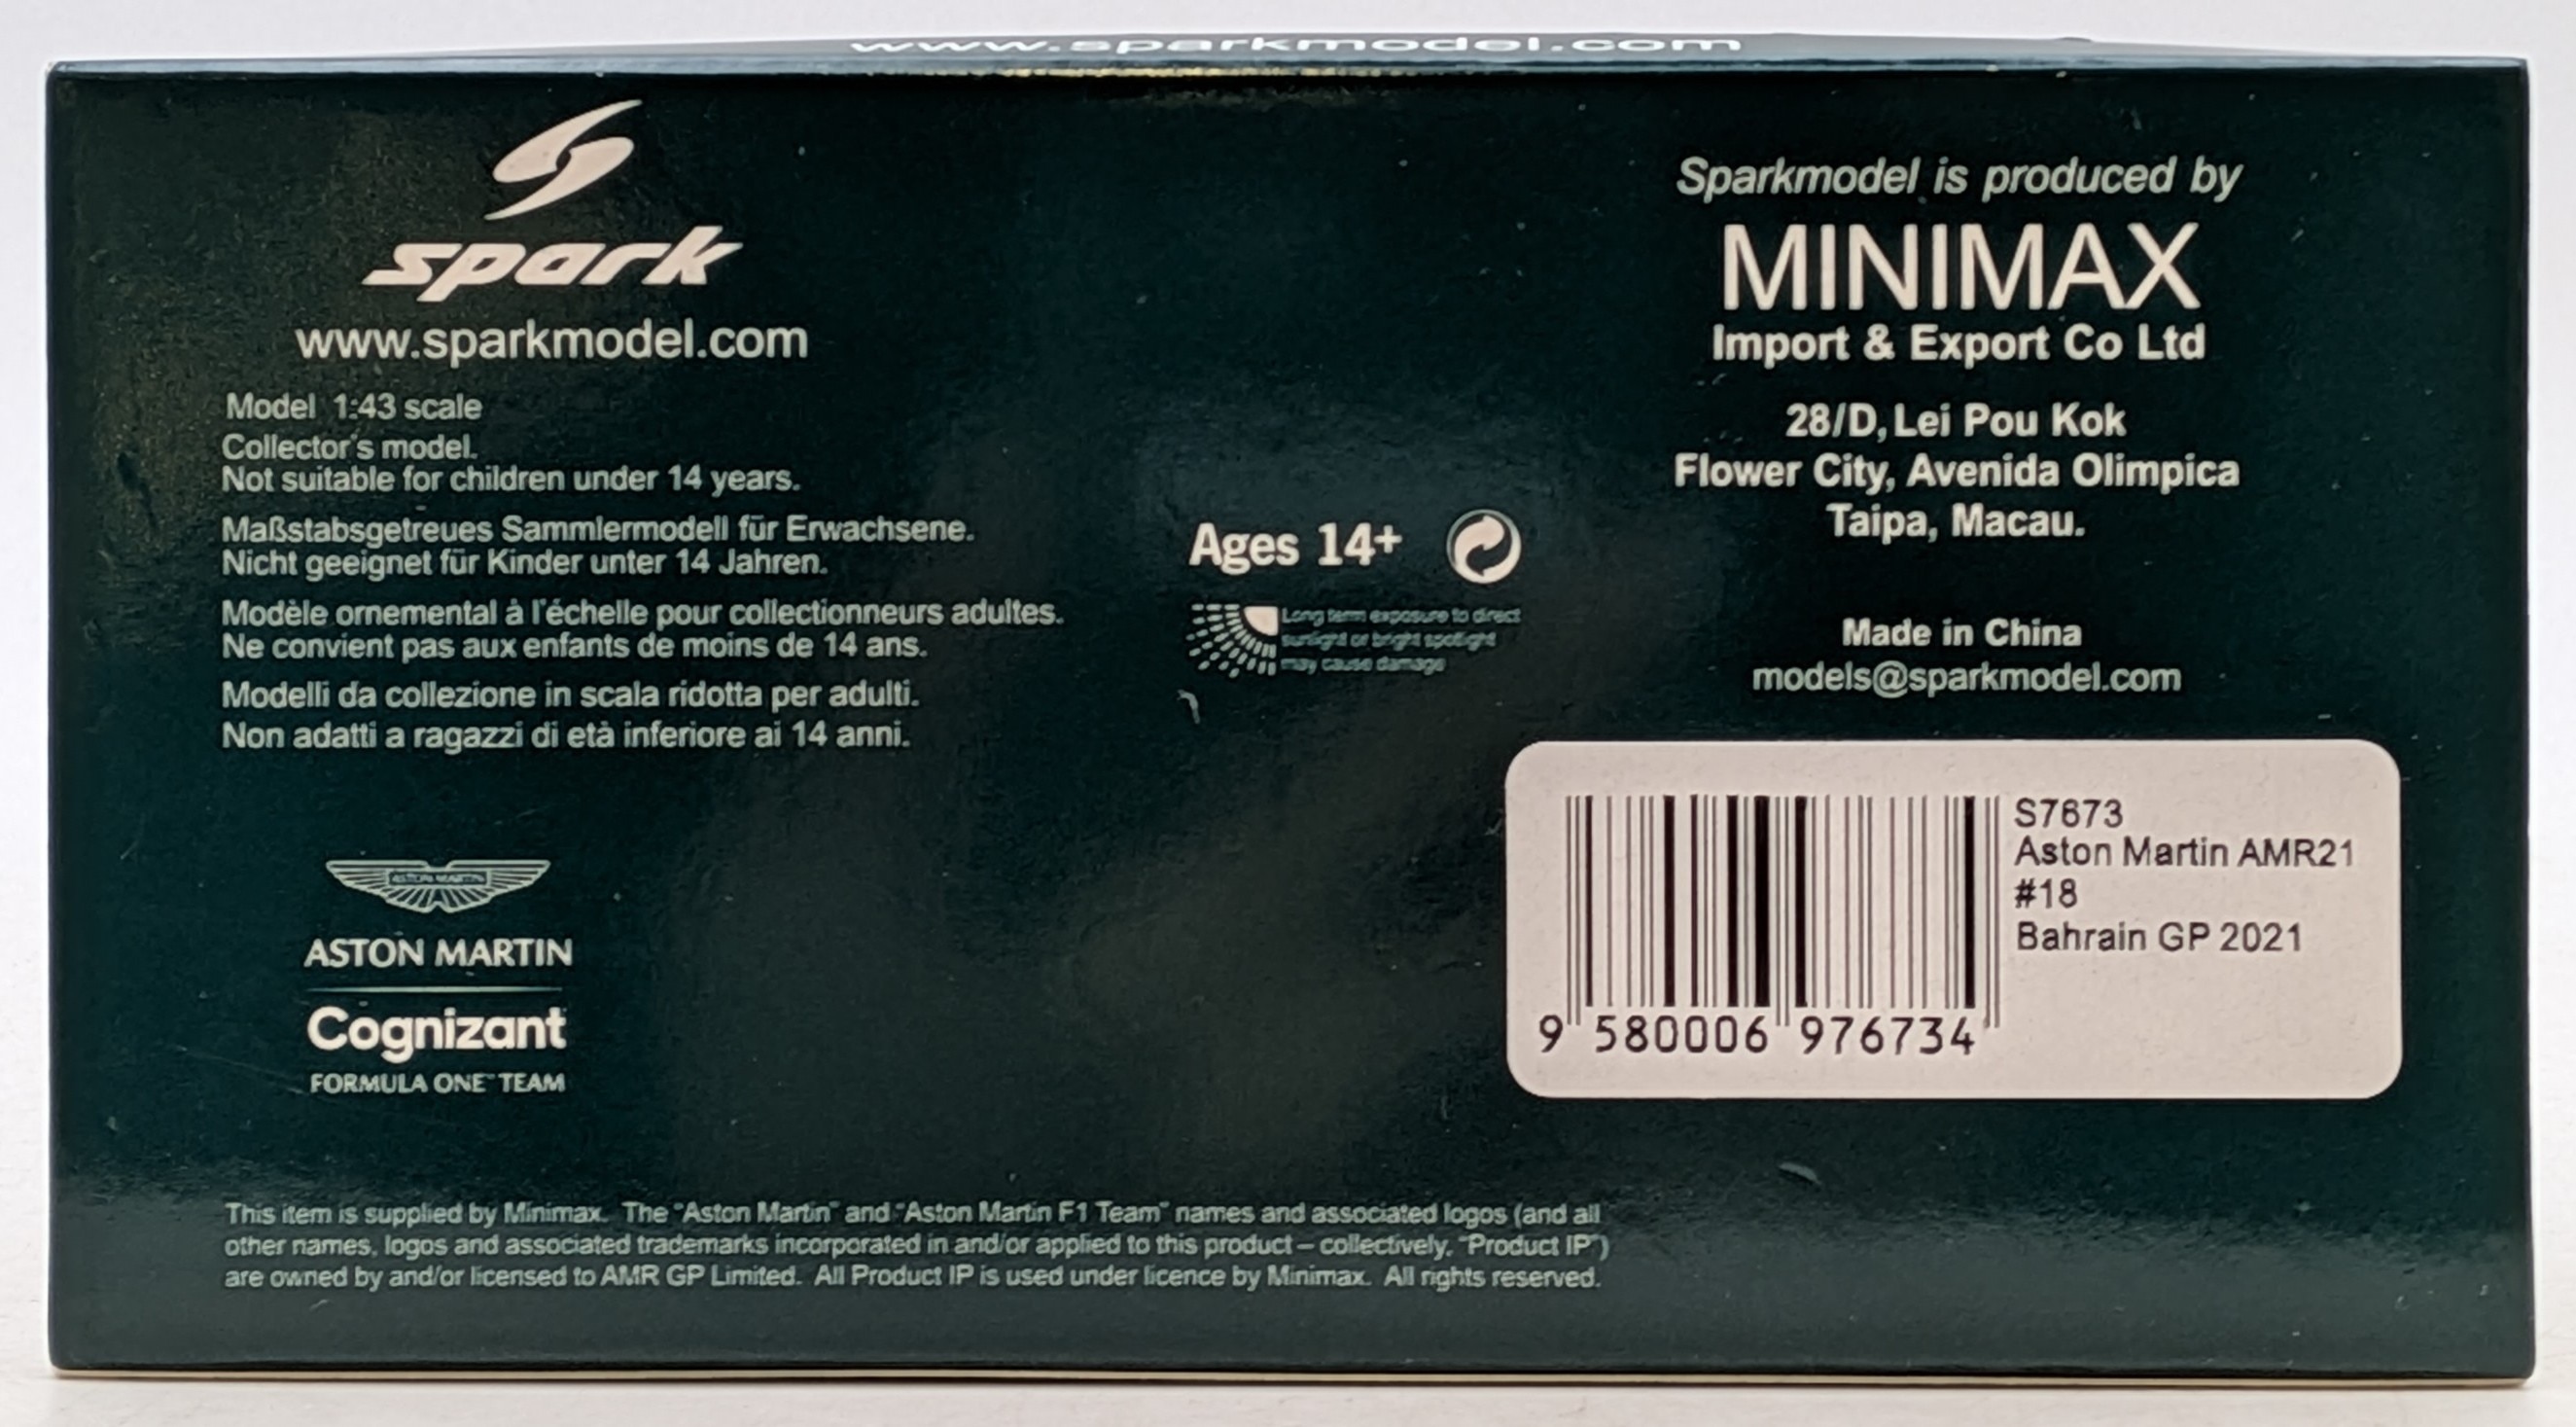 www.sparkmodel.com
spark
www.sparkmodel.com
Model 1:43 scale
Collector's model.
Not suitable for children under 14 years.
Maßstabsgetreues Sammlermodell für Erwachsene.
Nicht geeignet für Kinder unter 14 Jahren.
Modèle ornemental à l'échelle pour collectionneurs adultes.
Ne convient pas aux enfants de moins de 14 ans.
Modelli da collezione in scala ridotta per adulti.
Non adatti a ragazzi di età inferiore ai 14 anni.
ASTON MARTIN
ASTON MARTIN
Cognizant
FORMULA ONE™ TEAM
Ages 14+
Long term exposure to direct
sunlight or bright spotlight
may cause damage
Sparkmodel is produced by
MINIMAX
Import & Export Co Ltd
28/D, Lei Pou Kok
Flower City, Avenida Olimpica
Taipa, Macau.
Made in China
models@sparkmodel.com
S7673
Aston Martin AMR21
#18
Bahrain GP 2021
9 580006 976734
This item is supplied by Minimax. The "Aston Martin" and "Aston Martin F1 Team" names and associated logos (and all
other names, logos and associated trademarks incorporated in and/or applied to this product – collectively, "Product IP")
are owned by and/or licensed to AMR GP Limited. All Product IP is used under licence by Minimax. All rights reserved.